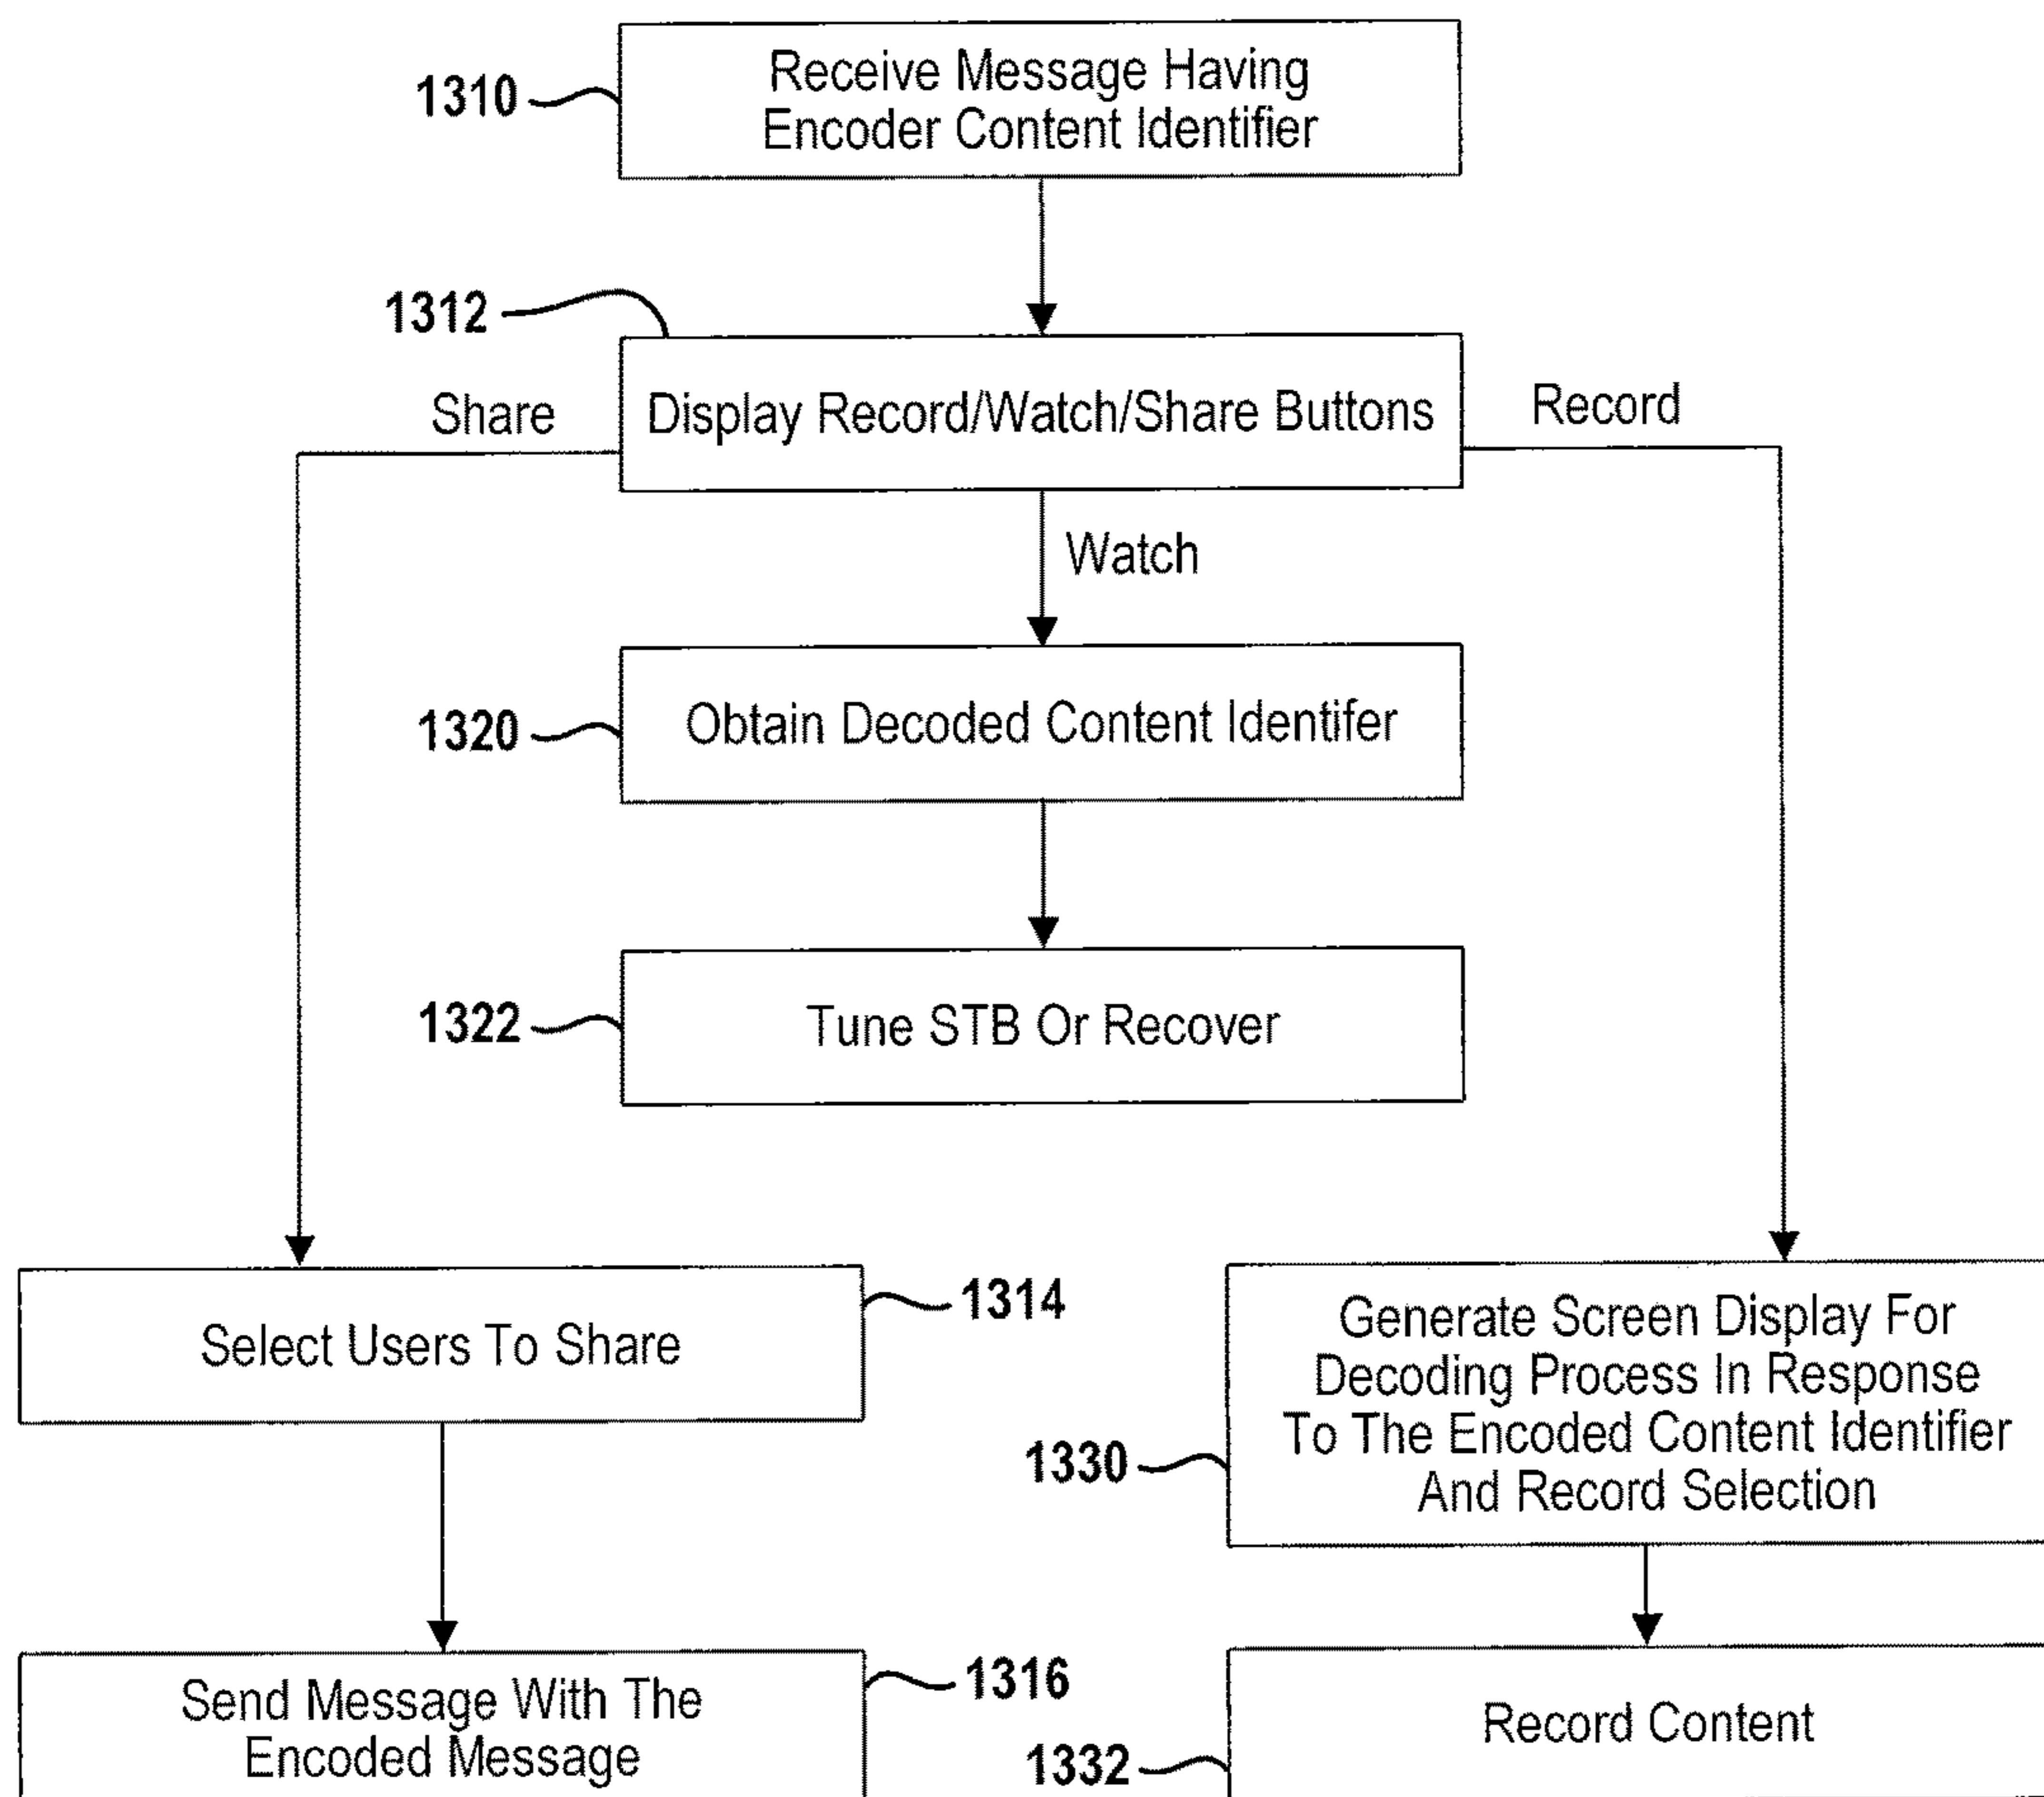 1310
Receive Message Having
Encoder Content Identifier
1312
Share
Display Record/Watch/Share Buttons
Record
Watch
1320
Obtain Decoded Content Identifer
1322
Tune STB Or Recover
Select Users To Share
1314
Generate Screen Display For
Decoding Process In Response
To The Encoded Content Identifier
And Record Selection
1330
Send Message With The
Encoded Message
1316
Record Content
1332